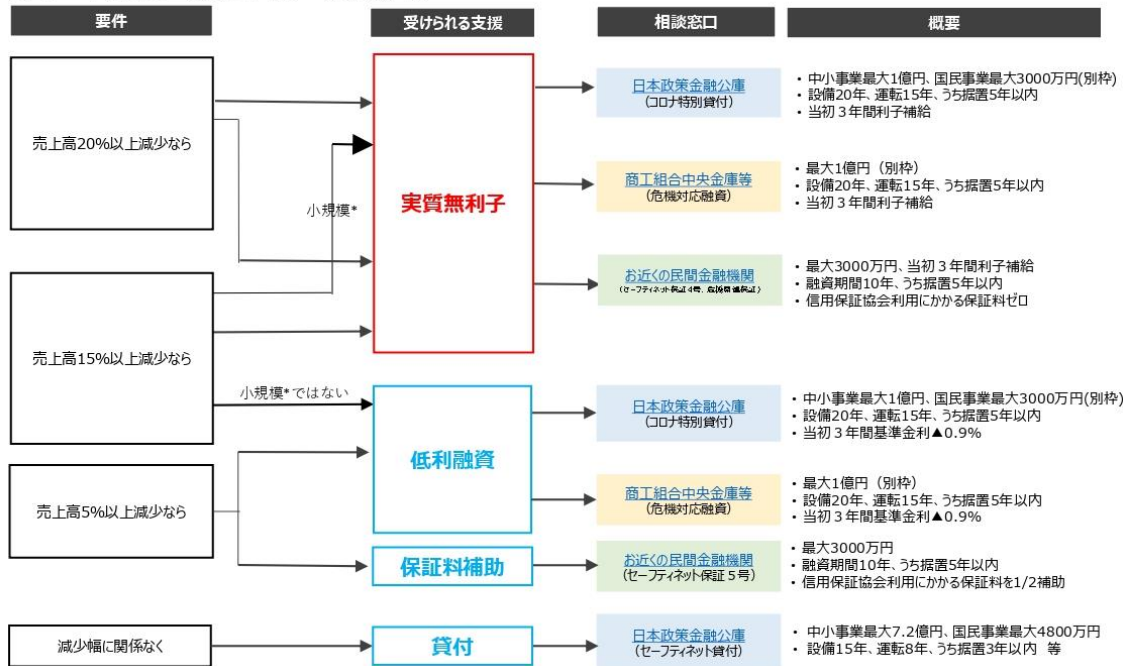 要件
受けられる支援
相談窓口
概要
売上高20%以上減少なら
売上高15%以上減少なら
売上高5%以上減少なら
減少幅に関係なく
小規模*
小規模*ではない
実質無利子
低利融資
保証料補助
貸付
日本政策金融公庫
(コロナ特別貸付)
・ 中小事業最大1億円、国民事業最大3000万円(別枠)
・ 設備20年、運転15年、うち据置5年以内
・ 当初3年間利子補給
商工組合中央金庫等
(危機対応融資)
・ 最大1億円（別枠）
・ 設備20年、運転15年、うち据置5年以内
・ 当初3年間利子補給
お近くの民間金融機関
(セーフティネット保証4号、危機関連保証)
・ 最大3000万円、当初3年間利子補給
・ 融資期間10年、うち据置5年以内
・ 信用保証協会利用にかかる保証料ゼロ
日本政策金融公庫
(コロナ特別貸付)
・ 中小事業最大1億円、国民事業最大3000万円(別枠)
・ 設備20年、運転15年、うち据置5年以内
・ 当初3年間基準金利▲0.9%
商工組合中央金庫等
(危機対応融資)
・ 最大1億円（別枠）
・ 設備20年、運転15年、うち据置5年以内
・ 当初3年間基準金利▲0.9%
お近くの民間金融機関
(セーフティネット保証5号)
・ 最大3000万円
・ 融資期間10年、うち据置5年以内
・ 信用保証協会利用にかかる保証料を1/2補助
日本政策金融公庫
(セーフティネット貸付)
・ 中小事業最大7.2億円、国民事業最大4800万円
・ 設備15年、運転8年、うち据置3年以内 等